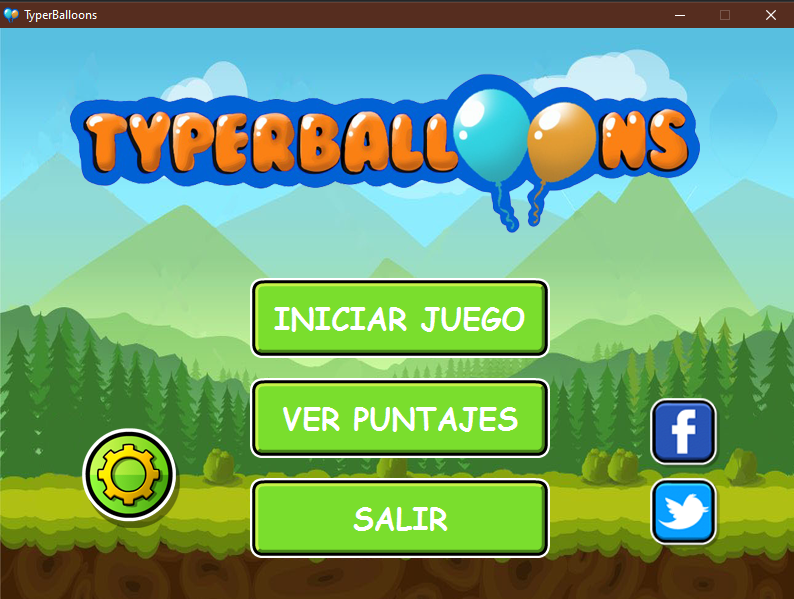 TyperBalloons
TYPERBALLOONS
INICIAR JUEGO
VER PUNTAJES
SALIR
f